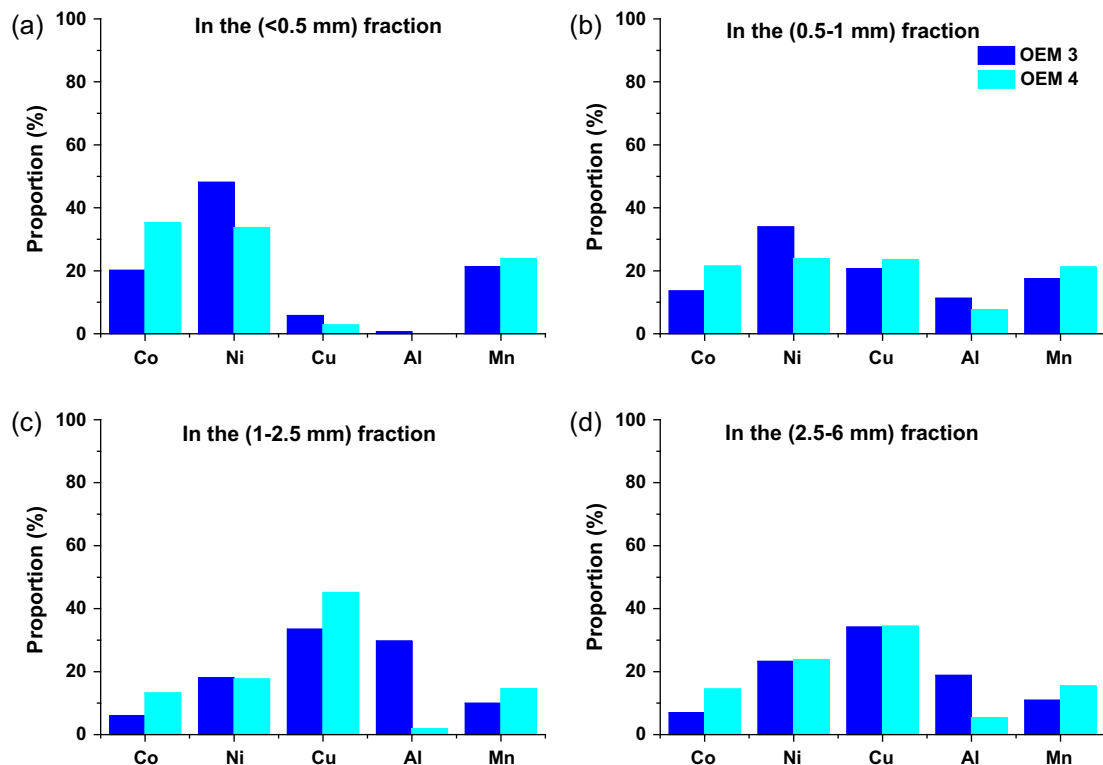 (a)
In the (<0.5 mm) fraction
Proportion (%)
100
80
60
40
20
0
Co Ni Cu Al Mn
(b)
In the (0.5-1 mm) fraction
OEM 3
OEM 4
Proportion (%)
100
80
60
40
20
0
Co Ni Cu Al Mn
(c)
In the (1-2.5 mm) fraction
Proportion (%)
100
80
60
40
20
0
Co Ni Cu Al Mn
(d)
In the (2.5-6 mm) fraction
Proportion (%)
100
80
60
40
20
0
Co Ni Cu Al Mn